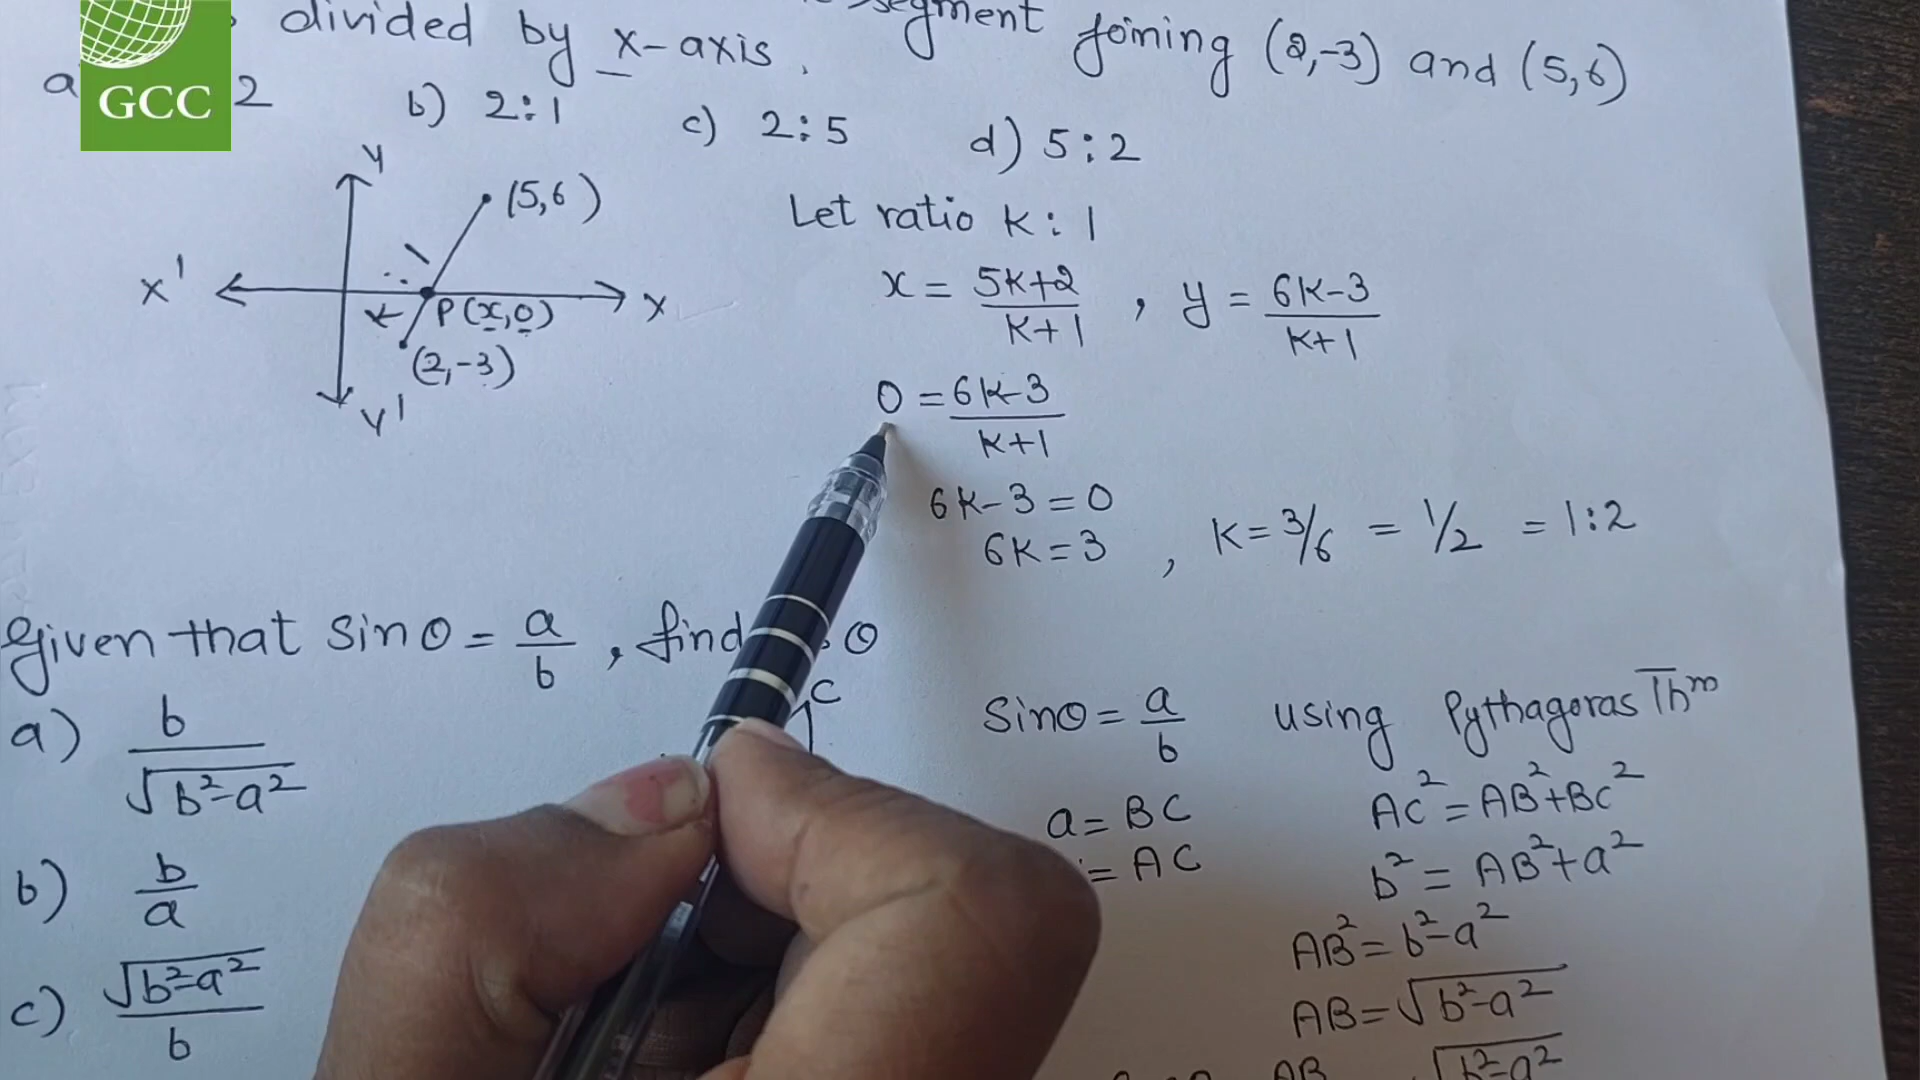 divided by x-axis, segment joining (2,-3) and (5,6)
GCC
a 2 b) 2:1 c) 2:5 d) 5:2
y
(5,6)
x' x
P(x,0)
(2,-3)
y'
Let ratio k:1
x = 5k+2/k+1 , y = 6k-3/k+1
0 = 6k-3/k+1
6k-3=0
6k=3 , k=3/6 = 1/2 = 1:2
Given that sinθ = a/b , find θ
a) b/√b²-a²
b) b/a
c) √b²-a²/b
C
sinθ = a/b using Pythagoras Thᵐ
a = BC AC² = AB²+BC²
= AC b² = AB²+a²
AB² = b²-a²
AB = √b²-a²
AB √b²-a²